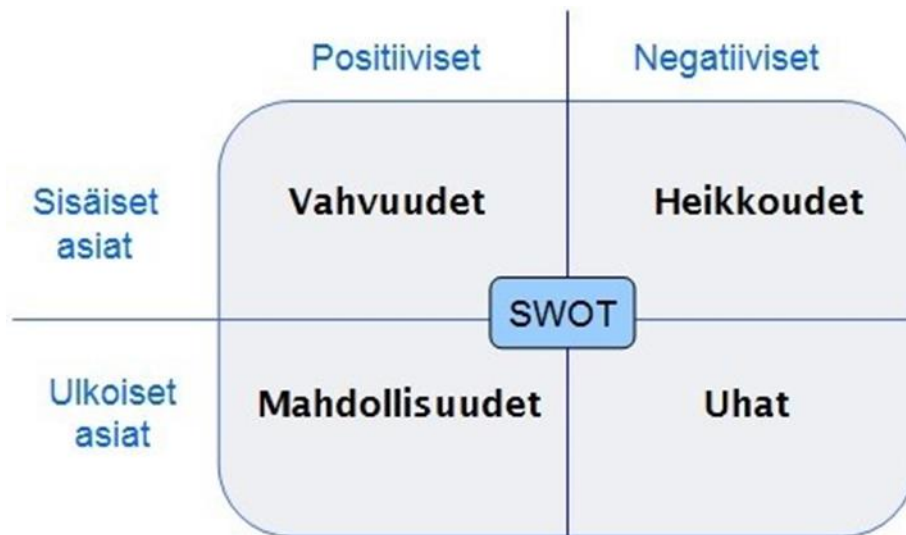 Positiiviset Negatiiviset
Sisäiset
asiat
Vahvuudet Heikkoudet
SWOT
Ulkoiset
asiat
Mahdollisuudet Uhat